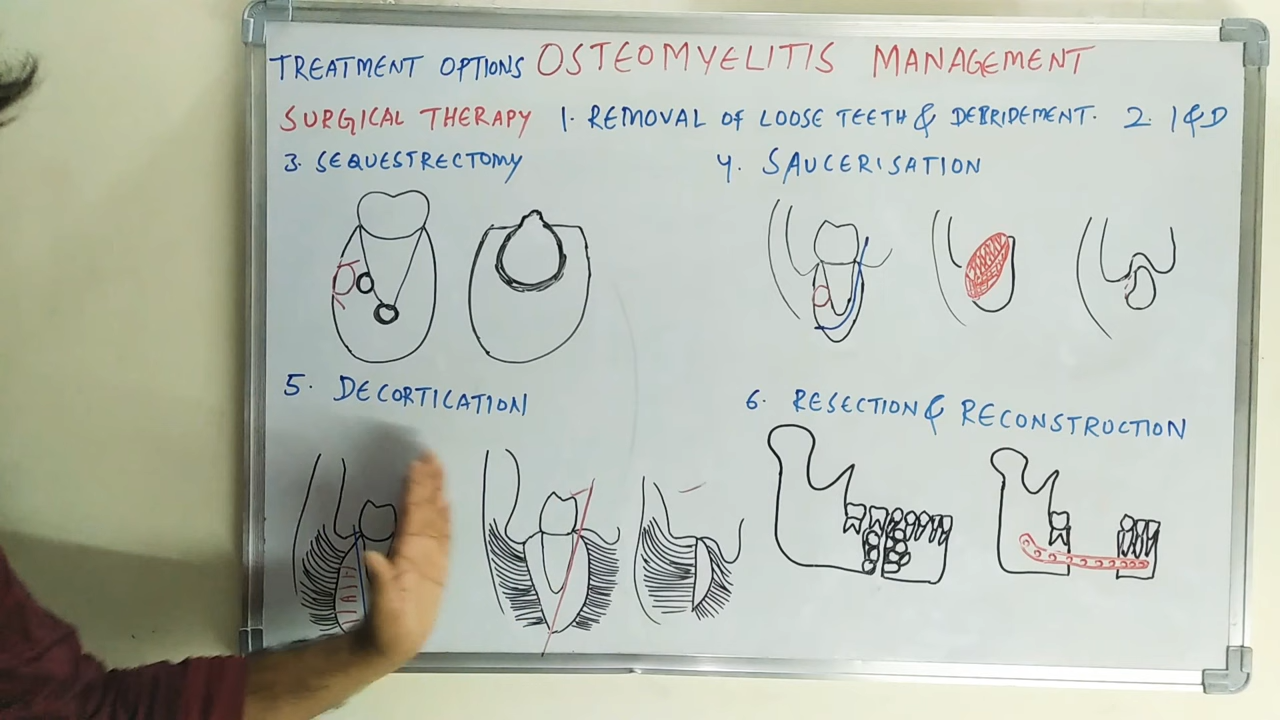 TREATMENT OPTIONS OSTEOMYELITIS MANAGEMENT
SURGICAL THERAPY 1. REMOVAL OF LOOSE TEETH & DEBRIDEMENT. 2. I&D
3. SEQUESTRECTOMY
4. SAUCERISATION
5. DECORTICATION
6. RESECTION & RECONSTRUCTION